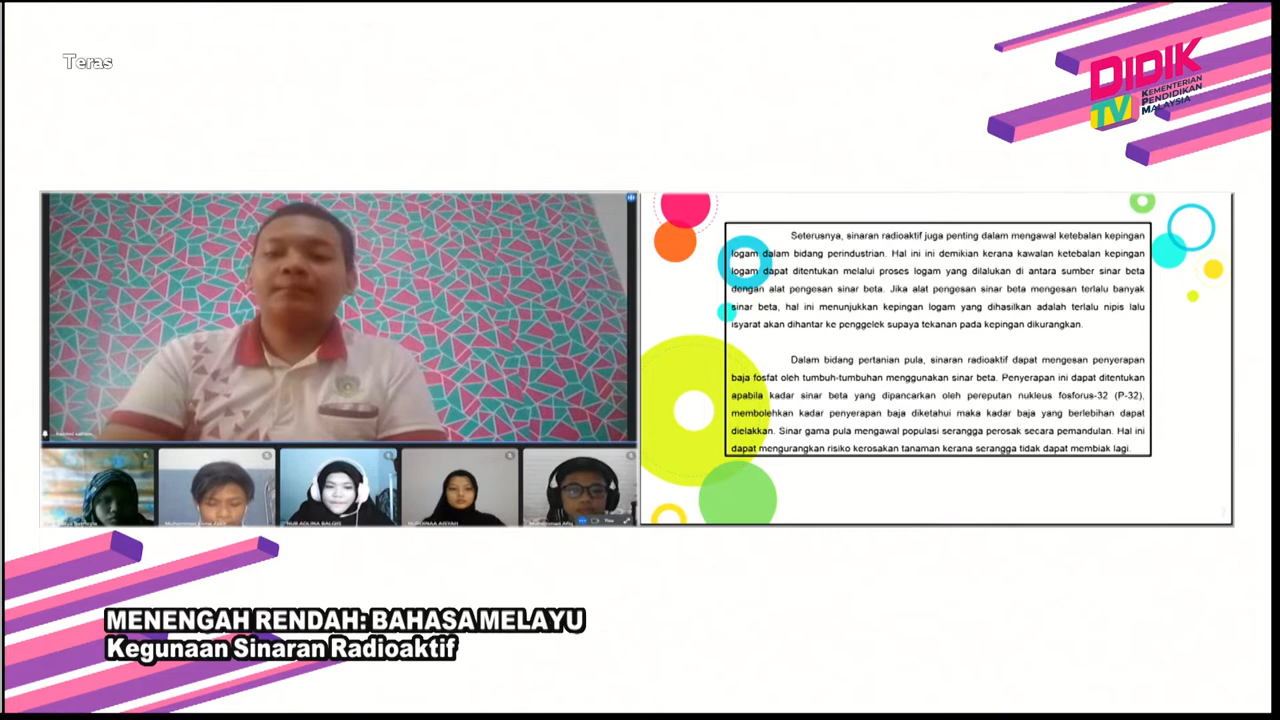 Teras
DIDIK
TV
KEMENTERIAN
PENDIDIKAN
MALAYSIA
Seterusnya, sinaran radioaktif juga penting dalam mengawal ketebalan kepingan
logam dalam bidang perindustrian. Hal ini ini demikian kerana kawalan ketebalan kepingan
logam dapat ditentukan melalui proses logam yang dilalukan di antara sumber sinar beta
dengan alat pengesan sinar beta. Jika alat pengesan sinar beta mengesan terlalu banyak
sinar beta, hal ini menunjukkan kepingan logam yang dihasilkan adalah terlalu nipis lalu
isyarat akan dihantar ke penggelek supaya tekanan pada kepingan dikurangkan.
Dalam bidang pertanian pula, sinaran radioaktif dapat mengesan penyerapan
baja fosfat oleh tumbuh-tumbuhan menggunakan sinar beta. Penyerapan ini dapat ditentukan
apabila kadar sinar beta yang dipancarkan oleh pereputan nukleus fosforus-32 (P-32),
membolehkan kadar penyerapan baja diketahui maka kadar baja yang berlebihan dapat
dielakkan. Sinar gama pula mengawal populasi serangga perosak secara pemandulan. Hal ini
dapat mengurangkan risiko kerosakan tanaman kerana serangga tidak dapat membiak lagi.
NUR ADLINA BALQIS
You
MENENGAH RENDAH: BAHASA MELAYU
Kegunaan Sinaran Radioaktif